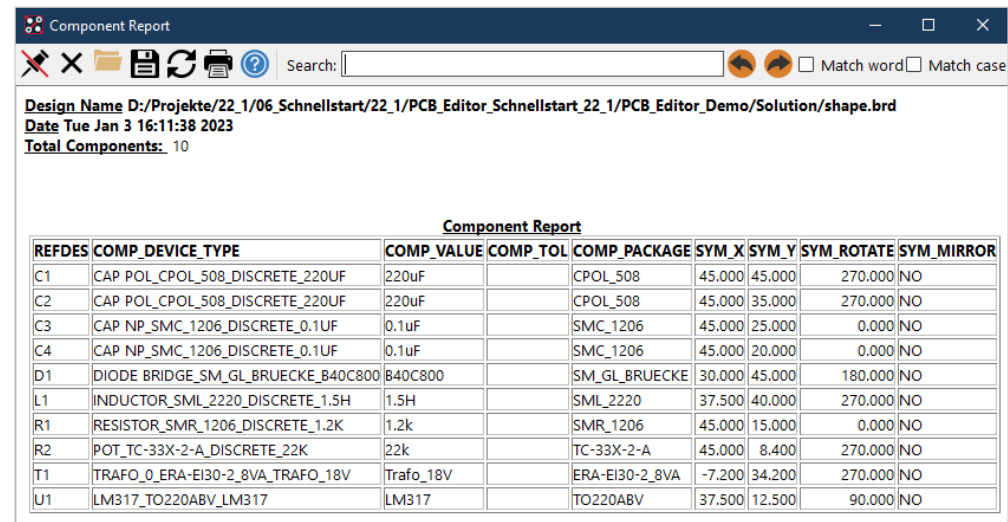 Component Report
Search: Match word Match case
Design Name D:/Projekte/22_1/06_Schnellstart/22_1/PCB_Editor_Schnellstart_22_1/PCB_Editor_Demo/Solution/shape.brd
Date Tue Jan 3 16:11:38 2023
Total Components: 10
Component Report
REFDES COMP_DEVICE_TYPE COMP_VALUE COMP_TOL COMP_PACKAGE SYM_X SYM_Y SYM_ROTATE SYM_MIRROR
C1 CAP POL_CPOL_508_DISCRETE_220UF 220uF CPOL_508 45.000 45.000 270.000 NO
C2 CAP POL_CPOL_508_DISCRETE_220UF 220uF CPOL_508 45.000 35.000 270.000 NO
C3 CAP NP_SMC_1206_DISCRETE_0.1UF 0.1uF SMC_1206 45.000 25.000 0.000 NO
C4 CAP NP_SMC_1206_DISCRETE_0.1UF 0.1uF SMC_1206 45.000 20.000 0.000 NO
D1 DIODE BRIDGE_SM_GL_BRUECKE_B40C800 B40C800 SM_GL_BRUECKE 30.000 45.000 180.000 NO
L1 INDUCTOR_SML_2220_DISCRETE_1.5H 1.5H SML_2220 37.500 40.000 270.000 NO
R1 RESISTOR_SMR_1206_DISCRETE_1.2K 1.2k SMR_1206 45.000 15.000 0.000 NO
R2 POT_TC-33X-2-A_DISCRETE_22K 22k TC-33X-2-A 45.000 8.400 270.000 NO
T1 TRAFO_0_ERA-EI30-2_8VA_TRAFO_18V Trafo_18V ERA-EI30-2_8VA -7.200 34.200 270.000 NO
U1 LM317_TO220ABV_LM317 LM317 TO220ABV 37.500 12.500 90.000 NO